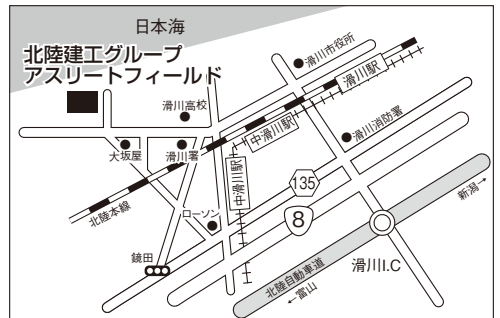 日本海
北陸建工グループ
アスリートフィールド
滑川市役所
滑川駅
滑川高校
中滑川駅
滑川消防署
大坂屋
滑川署
中滑川駅
135
北陸本線
ローソン
8
新潟→
鏡田
滑川I.C
北陸自動車道
←富山